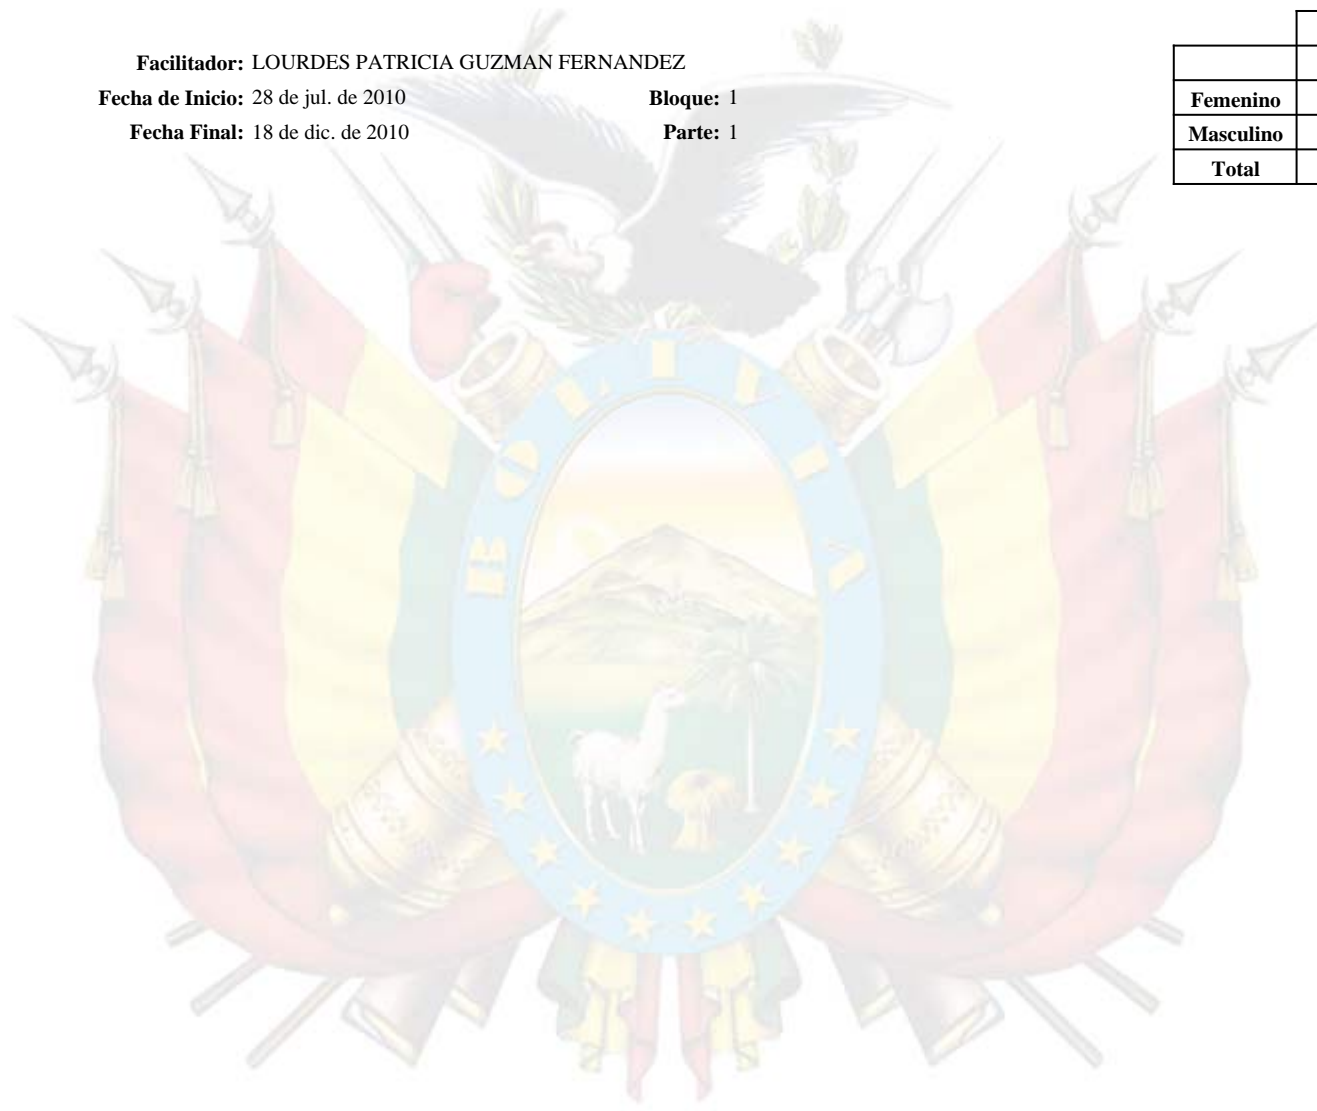 Facilitador: LOURDES PATRICIA GUZMAN FERNANDEZ
Fecha de Inicio: 28 de jul. de 2010 Bloque: 1
Fecha Final: 18 de dic. de 2010 Parte: 1
Femenino
Masculino
Total
BOLIVIA